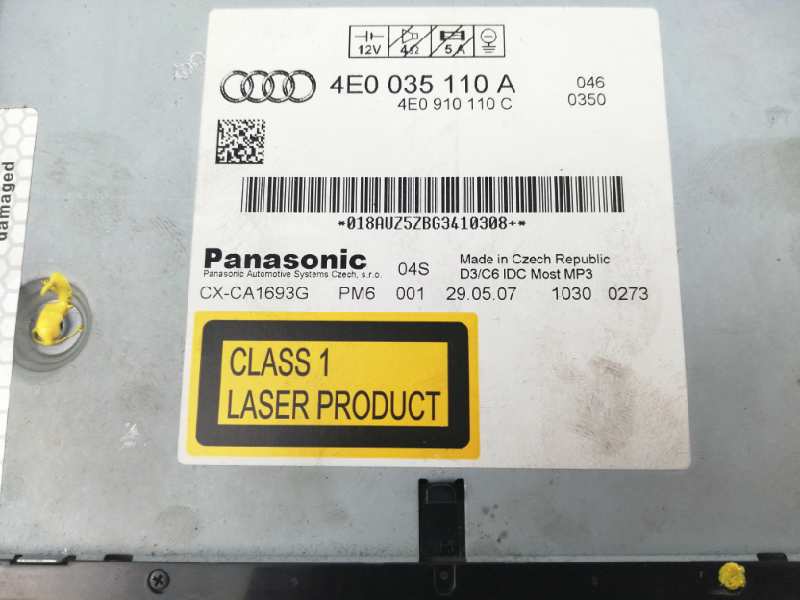 12V 4Ω 5A
4E0 035 110 A 046
4E0 910 110 C 0350
*018AUZ5ZBG3410308+*
Panasonic 04S Made in Czech Republic
Panasonic Automotive Systems Czech, s.r.o. D3/C6 IDC Most MP3
CX-CA1693G PM6 001 29.05.07 1030 0273
CLASS 1
LASER PRODUCT
damaged